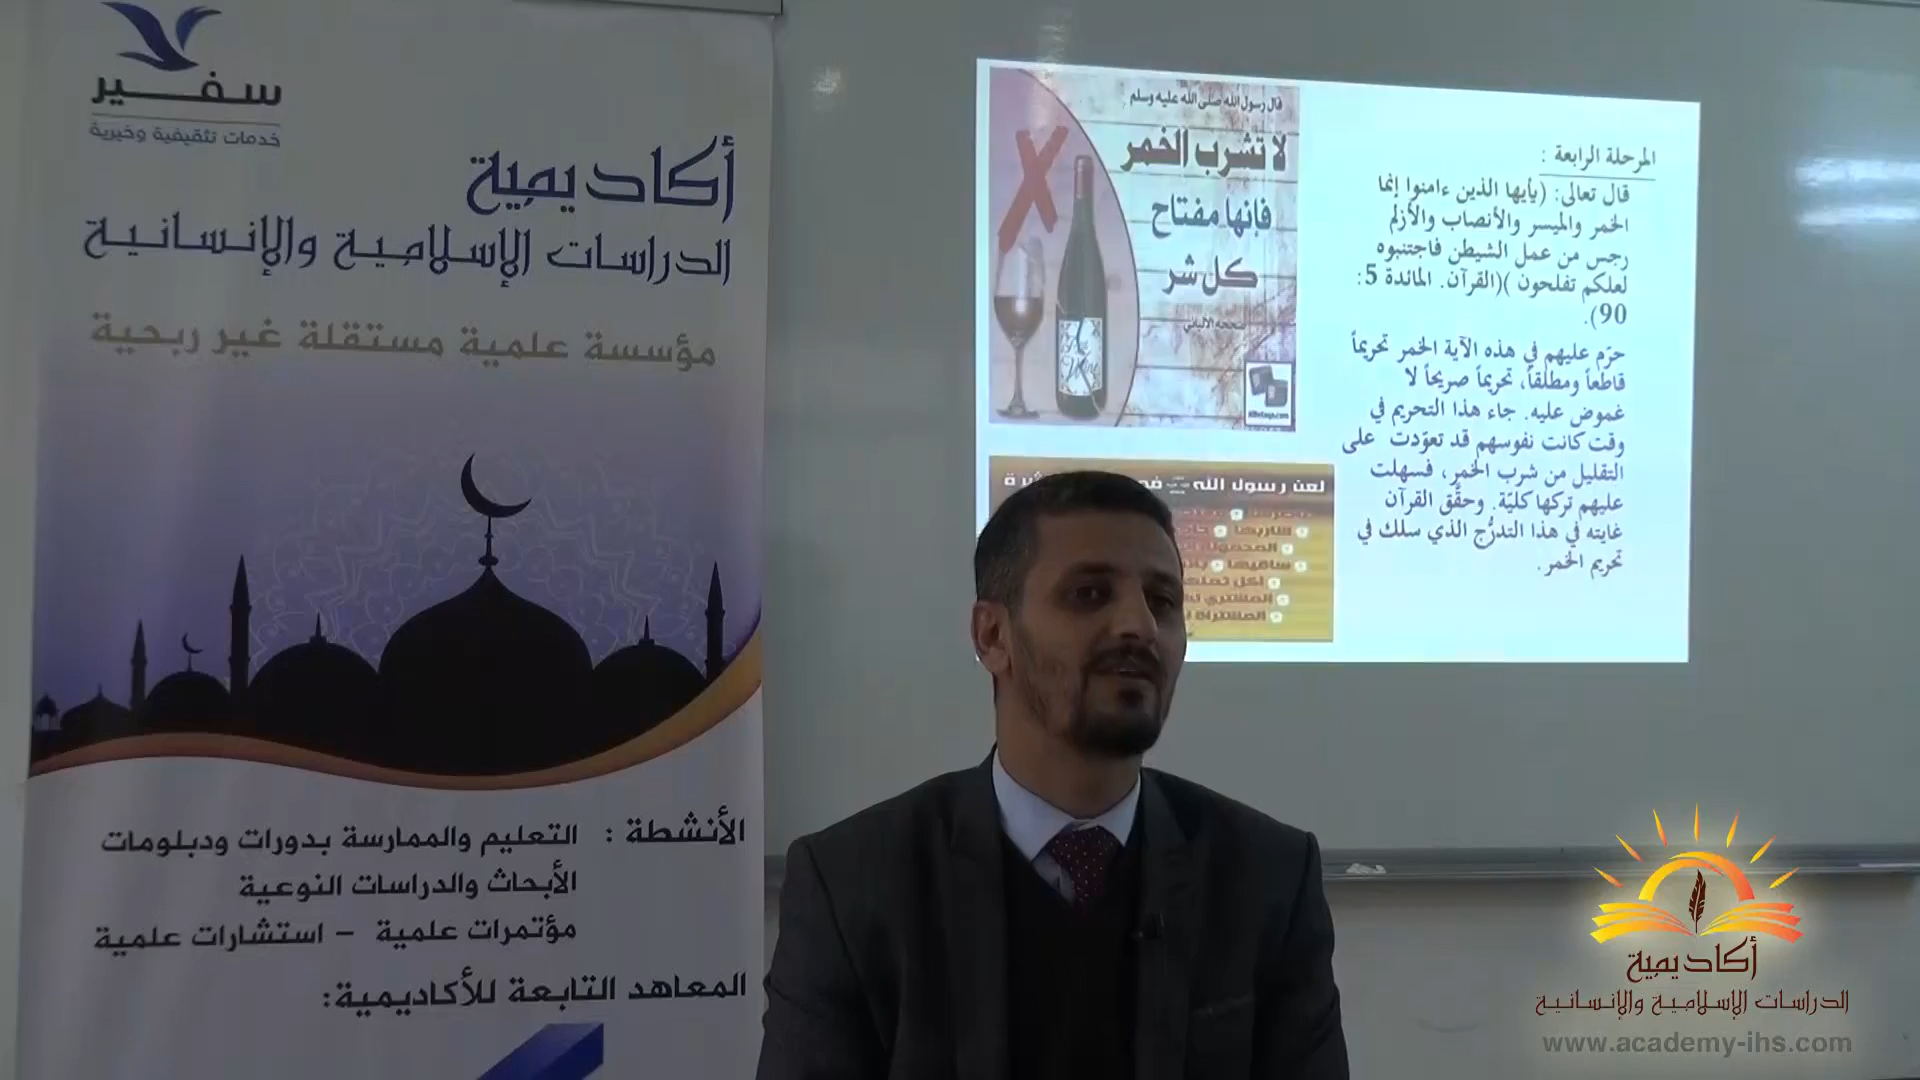 سفير
خدمات تثقيفية وخيرية
أكاديمية
الدراسات الإسلامية والإنسانية
مؤسسة علمية مستقلة غير ربحية
الأنشطة : التعليم والممارسة بدورات ودبلومات
الأبحاث والدراسات النوعية
مؤتمرات علمية - استشارات علمية
المعاهد التابعة للأكاديمية:
قال رسول الله صلى الله عليه وسلم :
لا تشرب الخمر
فإنها مفتاح
كل شر
صححه الألباني
Wine
لعن رسول الله
شاربها
المحمولة
ساقيها
اكل ثمنها
المشتري
المشتراة
المرحلة الرابعة :
قال تعالى: (يأيها الذين ءامنوا إنما
الخمر والميسر والأنصاب والأزلم
رجس من عمل الشيطن فاجتنبوه
لعلكم تفلحون )(القرآن. المائدة 5:
90).
حرّم عليهم في هذه الآية الخمر تحريماً
قاطعاً ومطلقاً، تحريماً صريحاً لا
غموض عليه. جاء هذا التحريم في
وقت كانت نفوسهم قد تعوّدت على
التقليل من شرب الخمر، فسهلت
عليهم تركها كليّة. وحقَّق القرآن
غايته في هذا التدرُّج الذي سلك في
تحريم الخمر.
أكاديمية
الدراسات الإسلامية والإنسانية
www.academy-ihs.com